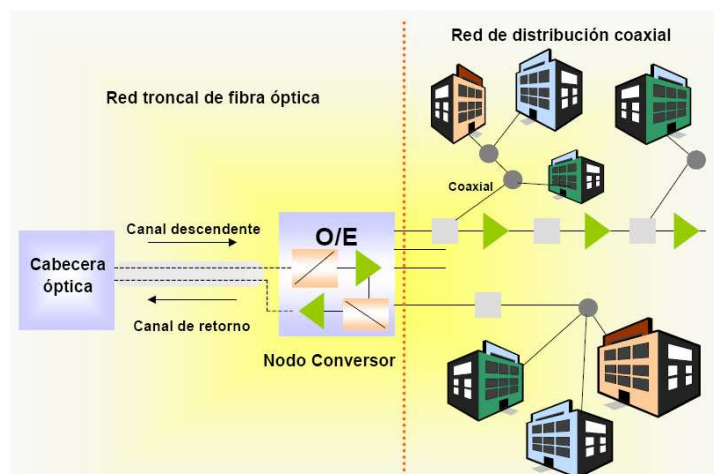 Red de distribución coaxial
Red troncal de fibra óptica
Coaxial
Canal descendente
O/E
Cabecera
óptica
Canal de retorno
Nodo Conversor